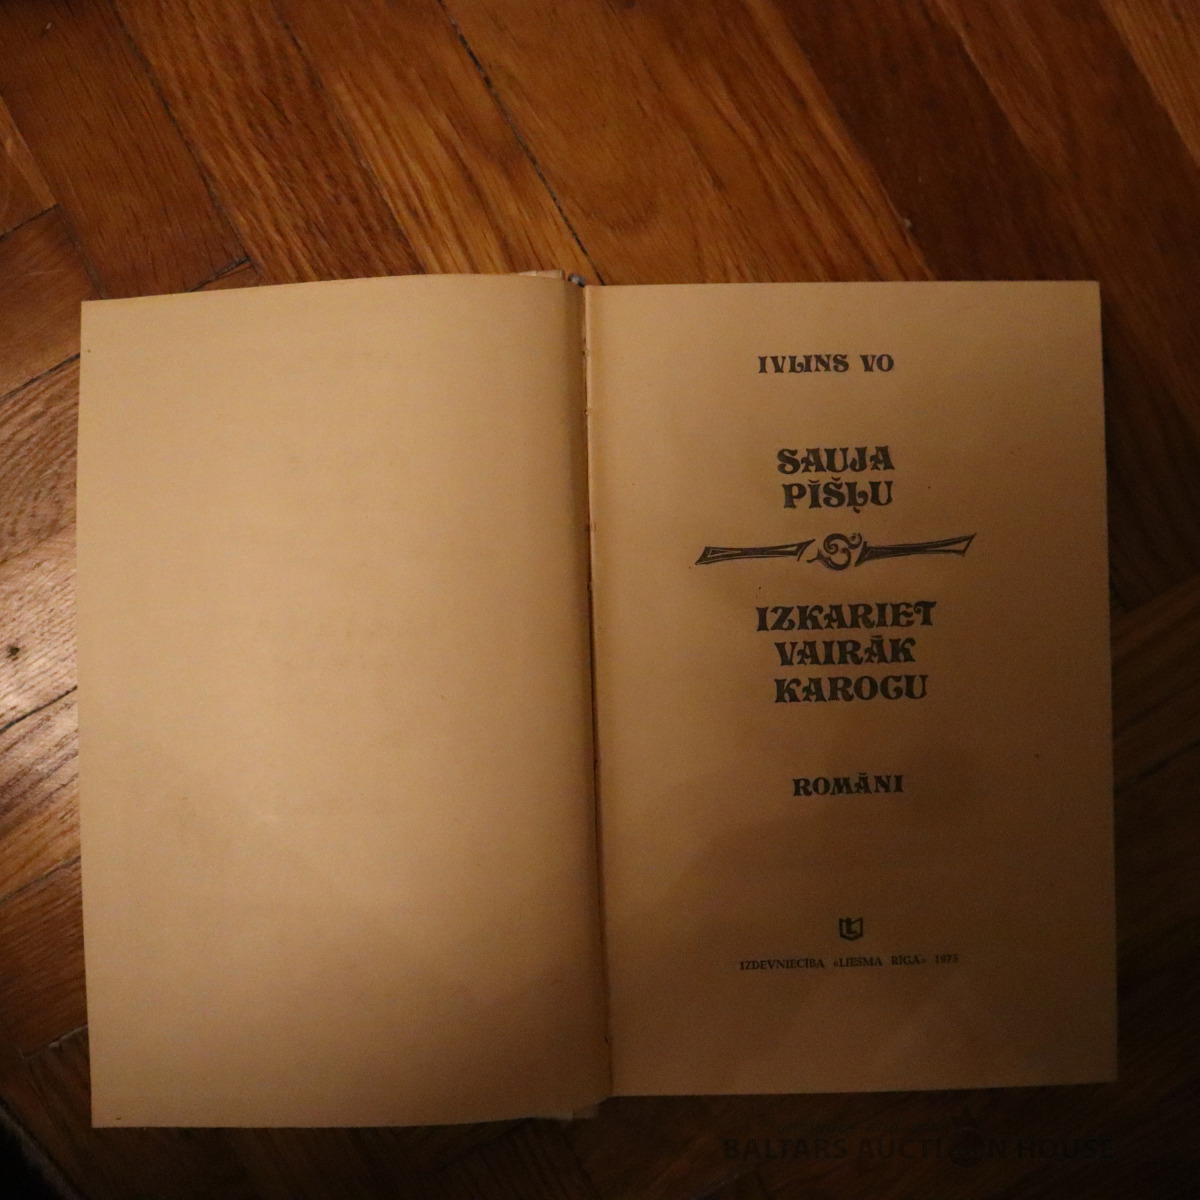 IVLINS VO
SAUJA
PĪŠĻU
IZKARIET
VAIRĀK
KAROGU
ROMĀNI
IZDEVNIECĪBA «LIESMA RĪGA» 1975
BALTARS AUCTION HOUSE